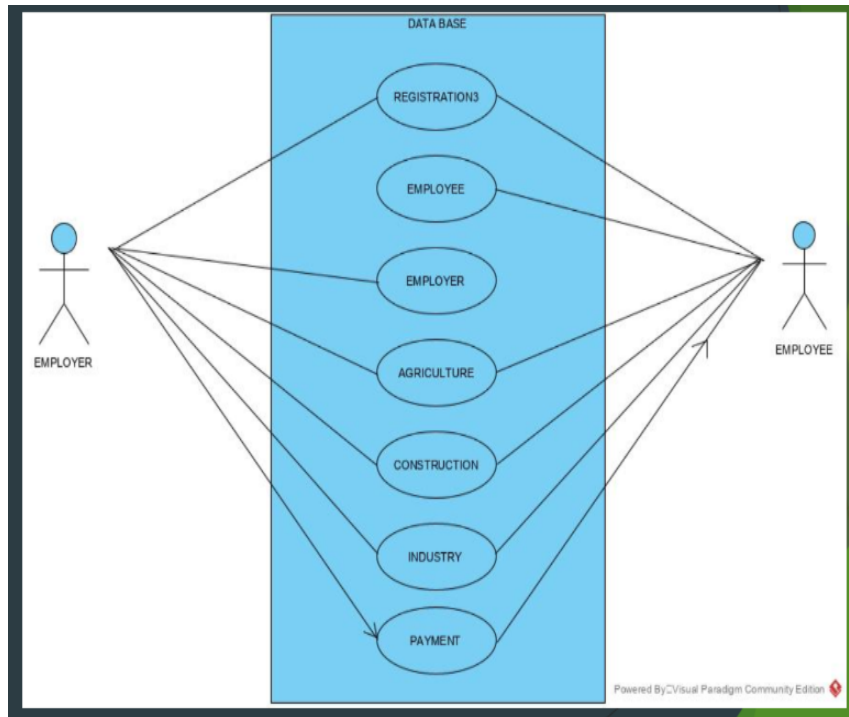 DATA BASE
REGISTRATION3
EMPLOYEE
EMPLOYER
EMPLOYER
EMPLOYEE
AGRICULTURE
CONSTRUCTION
INDUSTRY
PAYMENT
Powered By Visual Paradigm Community Edition